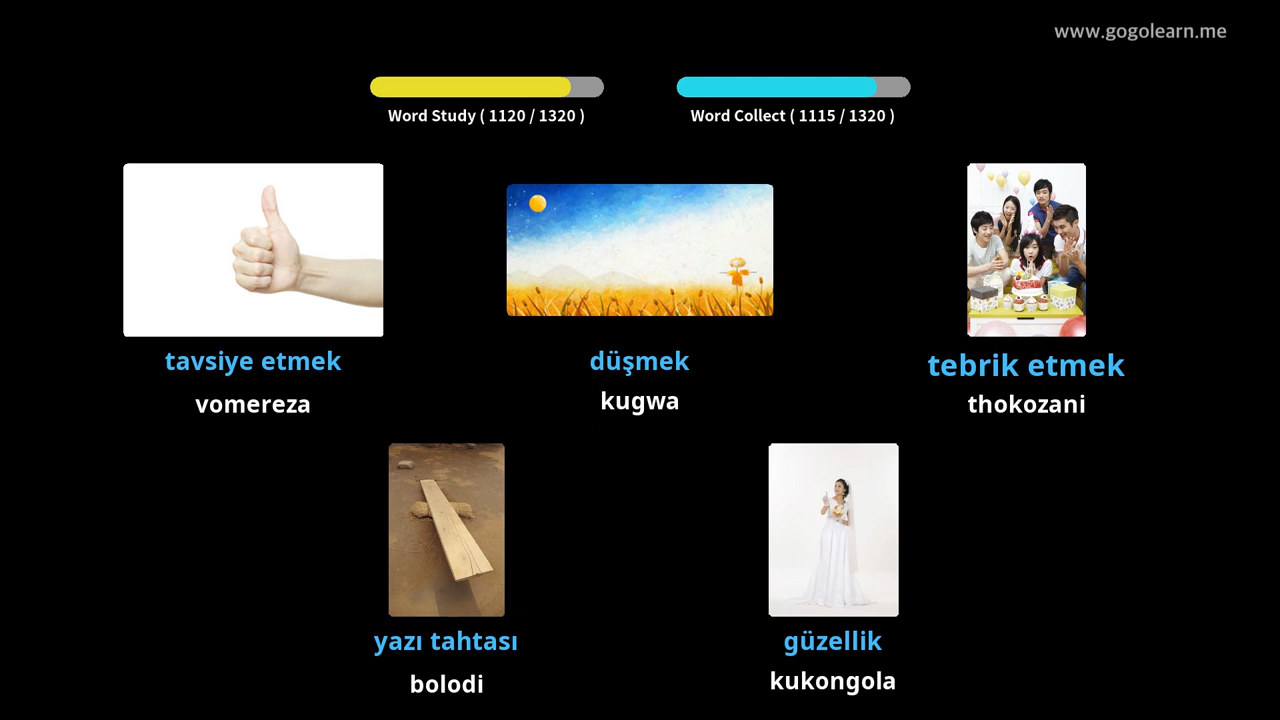 www.gogolearn.me
Word Study ( 1120 / 1320 )
Word Collect ( 1115 / 1320 )
tavsiye etmek
vomereza
düşmek
kugwa
tebrik etmek
thokozani
yazı tahtası
bolodi
güzellik
kukongola